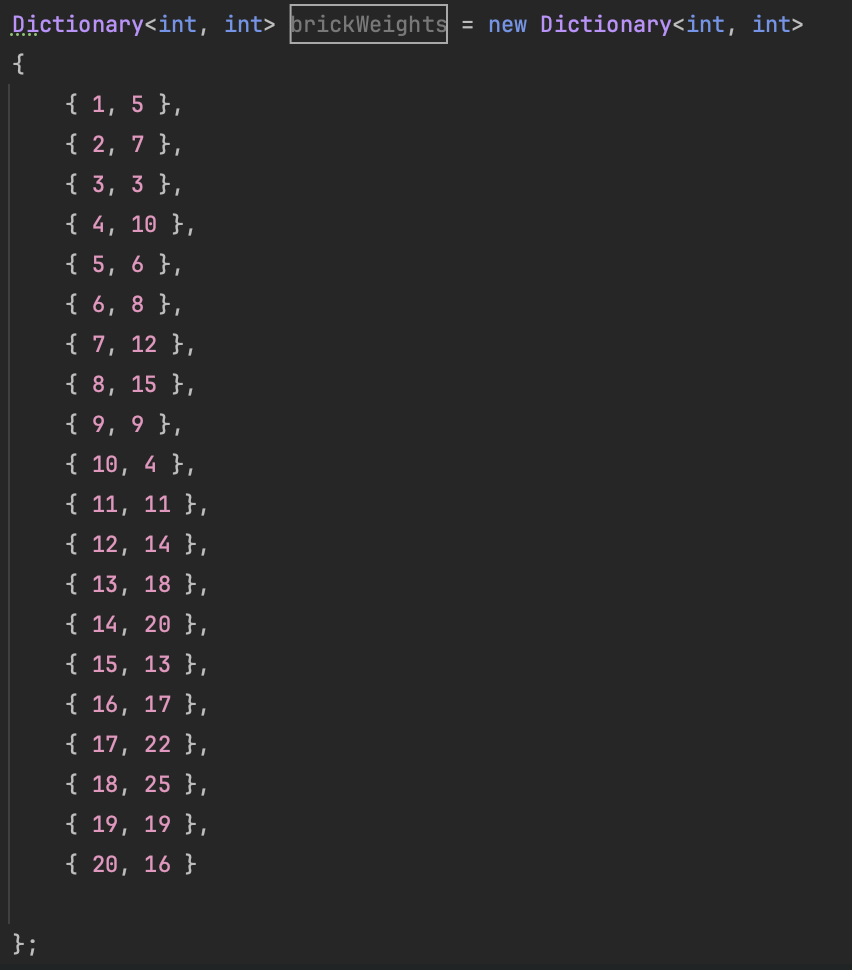 Dictionary<int, int> brickWeights = new Dictionary<int, int>
{
    { 1, 5 },
    { 2, 7 },
    { 3, 3 },
    { 4, 10 },
    { 5, 6 },
    { 6, 8 },
    { 7, 12 },
    { 8, 15 },
    { 9, 9 },
    { 10, 4 },
    { 11, 11 },
    { 12, 14 },
    { 13, 18 },
    { 14, 20 },
    { 15, 13 },
    { 16, 17 },
    { 17, 22 },
    { 18, 25 },
    { 19, 19 },
    { 20, 16 }
};